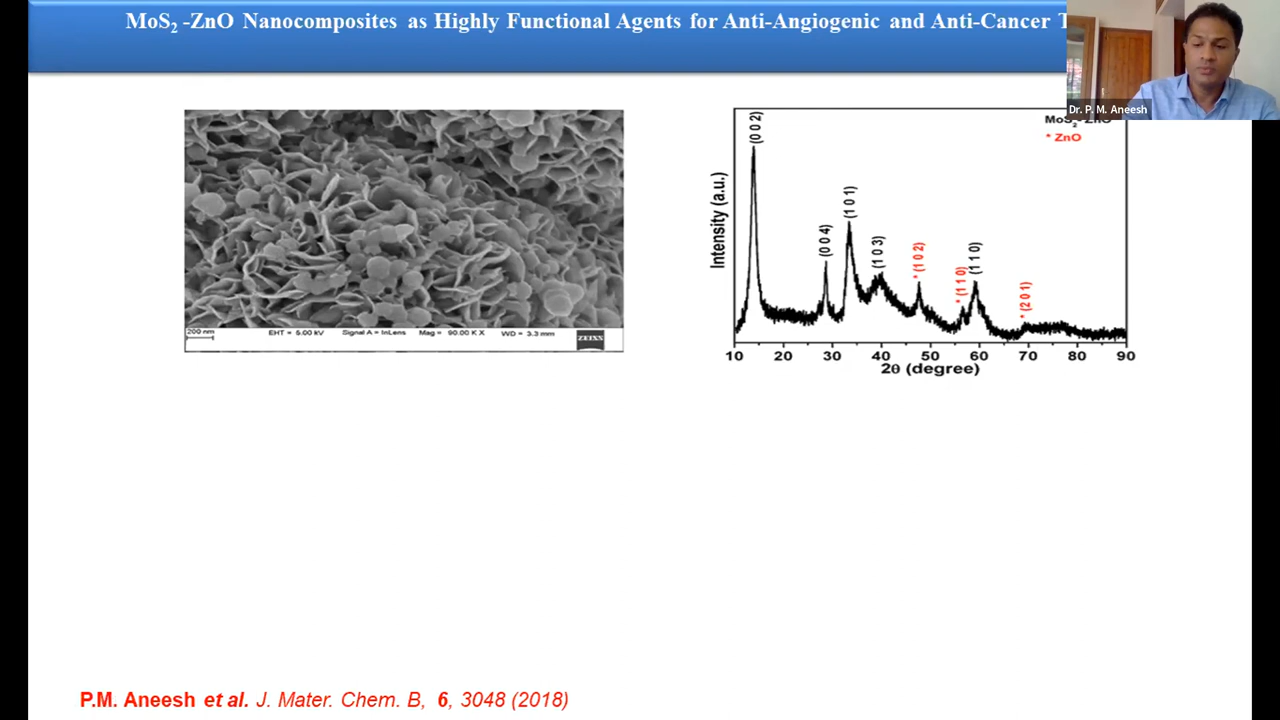 MoS2 -ZnO Nanocomposites as Highly Functional Agents for Anti-Angiogenic and Anti-Cancer T
Dr. P. M. Aneesh
MoS2-ZnO
* ZnO
Intensity (a.u.)
(0 0 2)
(0 0 4)
(1 0 1)
(1 0 3)
* (1 0 2)
* (1 1 0)
(1 1 0)
* (2 0 1)
10 20 30 40 50 60 70 80 90
2θ (degree)
200 nm EHT = 5.00 kV Signal A = InLens Mag = 90.00 K X WD = 3.3 mm ZEISS
P.M. Aneesh et al. J. Mater. Chem. B, 6, 3048 (2018)